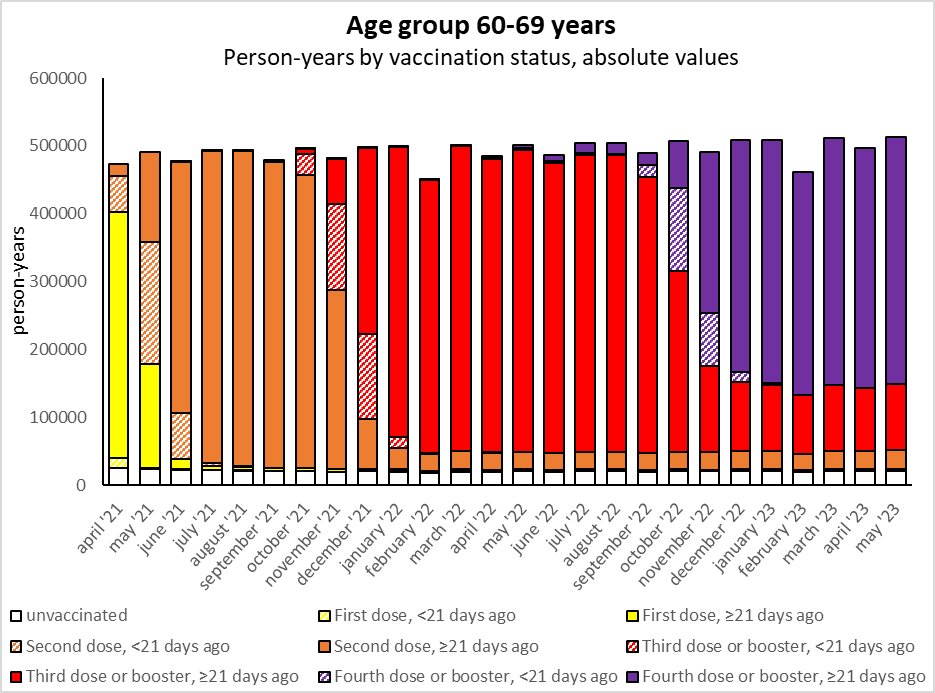 Age group 60-69 years
Person-years by vaccination status, absolute values
person-years
600000
500000
400000
300000
200000
100000
0
april '21
may '21
june '21
july '21
august '21
september '21
october '21
november '21
december '21
january '22
february '22
march '22
april '22
may '22
june '22
july '22
august '22
september '22
october '22
november '22
december '22
january '23
february '23
march '23
april '23
may '23
unvaccinated
First dose, <21 days ago
First dose, ≥21 days ago
Second dose, <21 days ago
Second dose, ≥21 days ago
Third dose or booster, <21 days ago
Third dose or booster, ≥21 days ago
Fourth dose or booster, <21 days ago
Fourth dose or booster, ≥21 days ago